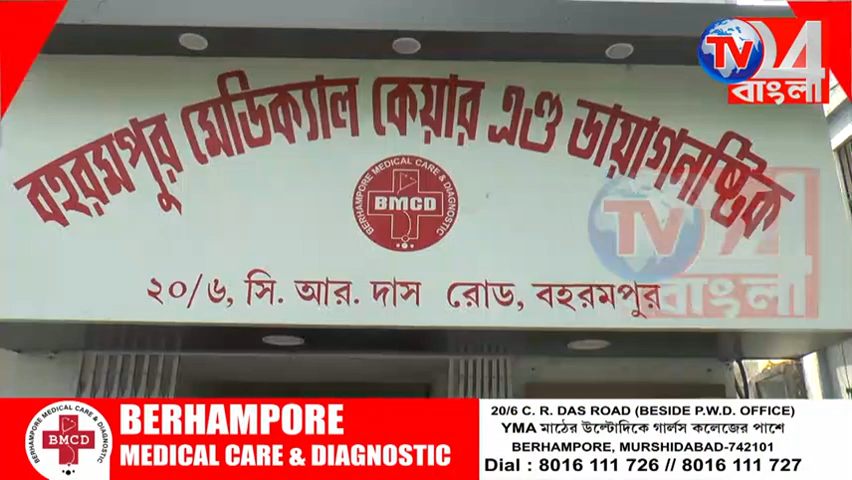 TV 24
বাংলা
বহরমপুর মেডিক্যাল কেয়ার এণ্ড ডায়াগনষ্টিক
BERHAMPORE MEDICAL CARE & DIAGNOSTIC
BMCD
TV 24
বাংলা
২০/৬, সি. আর. দাস রোড, বহরমপুর
BERHAMPORE MEDICAL CARE & DIAGNOSTIC
BMCD
BERHAMPORE
MEDICAL CARE & DIAGNOSTIC
20/6 C. R. DAS ROAD (BESIDE P.W.D. OFFICE)
YMA মাঠের উল্টোদিকে গার্লস কলেজের পাশে
BERHAMPORE, MURSHIDABAD-742101
Dial : 8016 111 726 // 8016 111 727